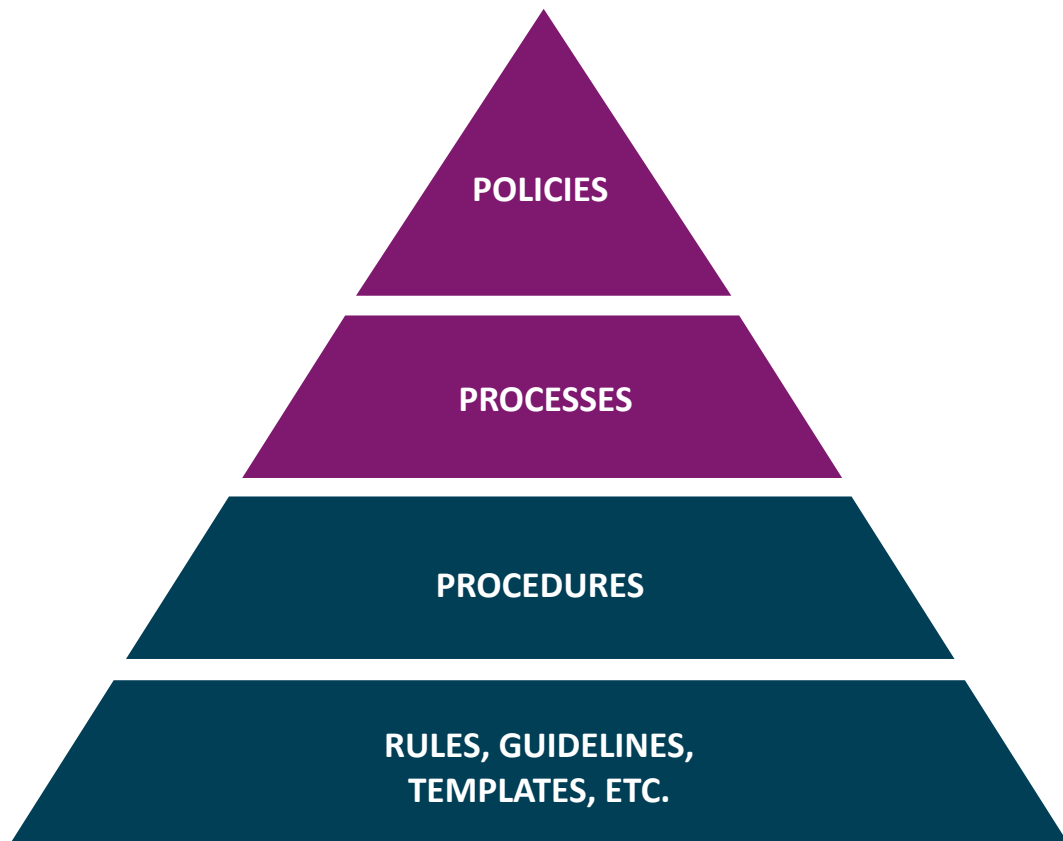 POLICIES
PROCESSES
PROCEDURES
RULES, GUIDELINES,
TEMPLATES, ETC.